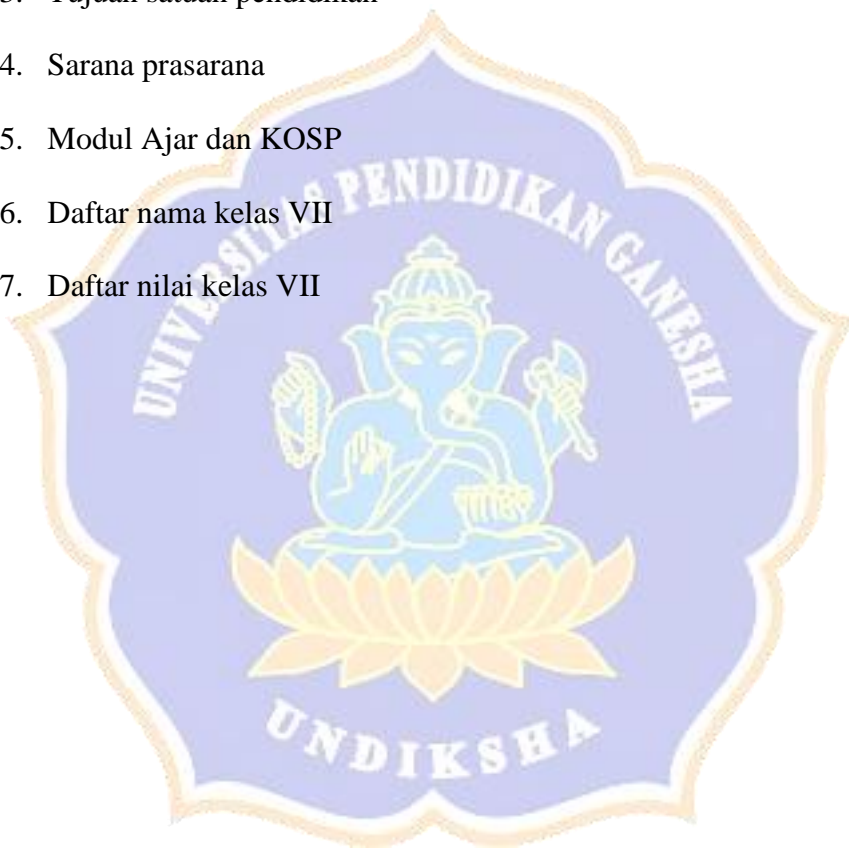 3. Tujuan satuan pendidikan
4. Sarana prasarana
5. Modul Ajar dan KOSP
6. Daftar nama kelas VII
7. Daftar nilai kelas VII
UNIVERSITAS PENDIDIKAN GANESHA
UNDIKSHA